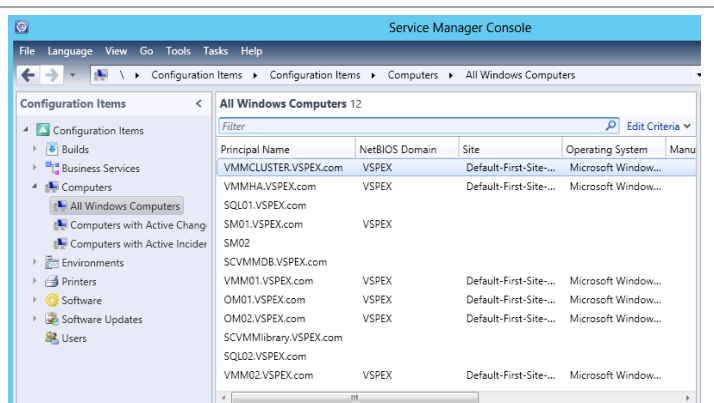 Service Manager Console
File Language View Go Tools Tasks Help
\ Configuration Items Configuration Items Computers All Windows Computers
Configuration Items <
Configuration Items
Builds
Business Services
Computers
All Windows Computers
Computers with Active Chang
Computers with Active Incider
Environments
Printers
Software
Software Updates
Users
All Windows Computers 12
Filter Edit Criteria
Principal Name NetBIOS Domain Site Operating System Manu
VMMCLUSTER.VSPEX.com VSPEX Default-First-Site-... Microsoft Window...
VMMHA.VSPEX.com VSPEX Default-First-Site-... Microsoft Window...
SQL01.VSPEX.com
SM01.VSPEX.com VSPEX
SM02
SCVMMDB.VSPEX.com
VMM01.VSPEX.com VSPEX Default-First-Site-... Microsoft Window...
OM01.VSPEX.com VSPEX Default-First-Site-... Microsoft Window...
OM02.VSPEX.com VSPEX Default-First-Site-... Microsoft Window...
SCVMMlibrary.VSPEX.com
SQL02.VSPEX.com
VMM02.VSPEX.com VSPEX Default-First-Site-... Microsoft Window...